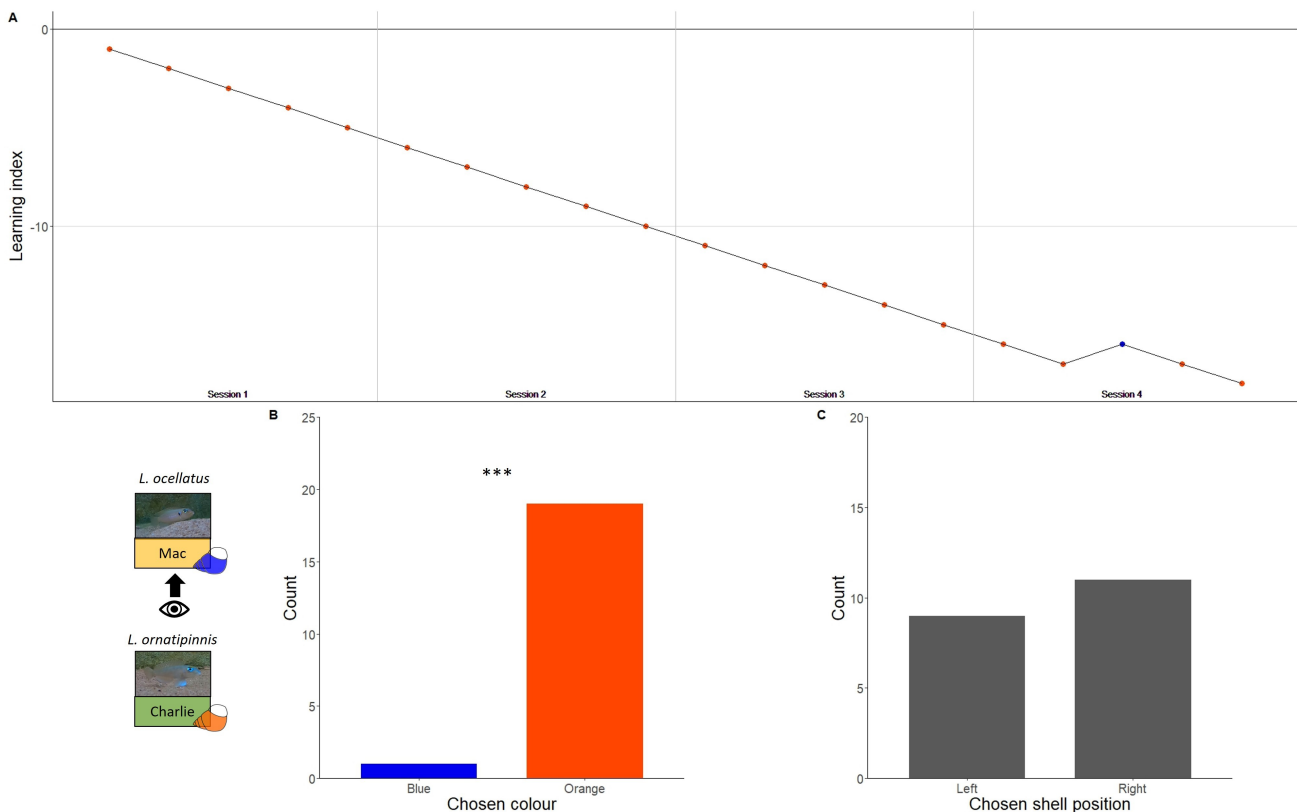 A
0
-10
Learning index
Session 1
Session 2
Session 3
Session 4
L. ocellatus
Mac
L. ornatipinnis
Charlie
B
25
20
15
10
5
0
Count
***
Blue
Orange
Chosen colour
C
20
15
10
5
0
Count
Left
Right
Chosen shell position